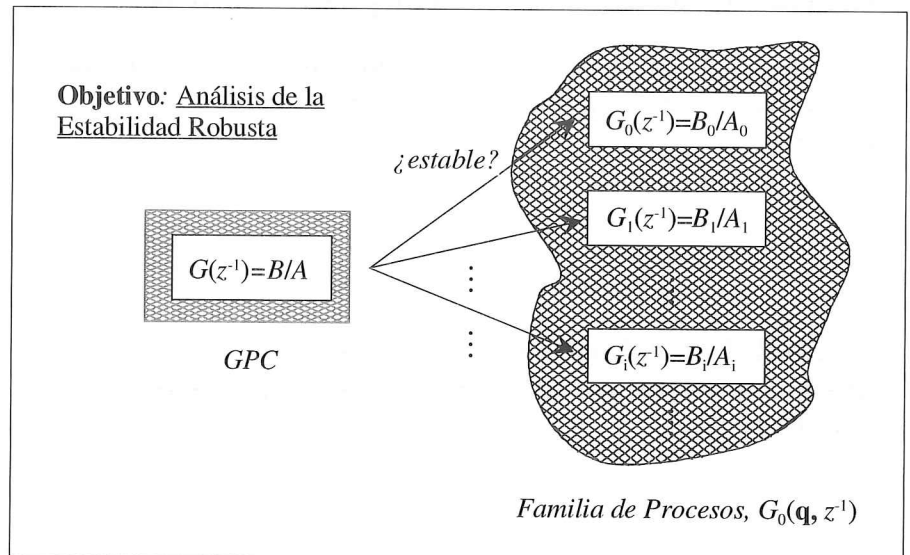 Objetivo: Análisis de la
Estabilidad Robusta
¿estable?
G(z⁻¹)=B/A
GPC
G₀(z⁻¹)=B₀/A₀
G₁(z⁻¹)=B₁/A₁
⋮
⋮
Gᵢ(z⁻¹)=Bᵢ/Aᵢ
Familia de Procesos, G₀(q, z⁻¹)